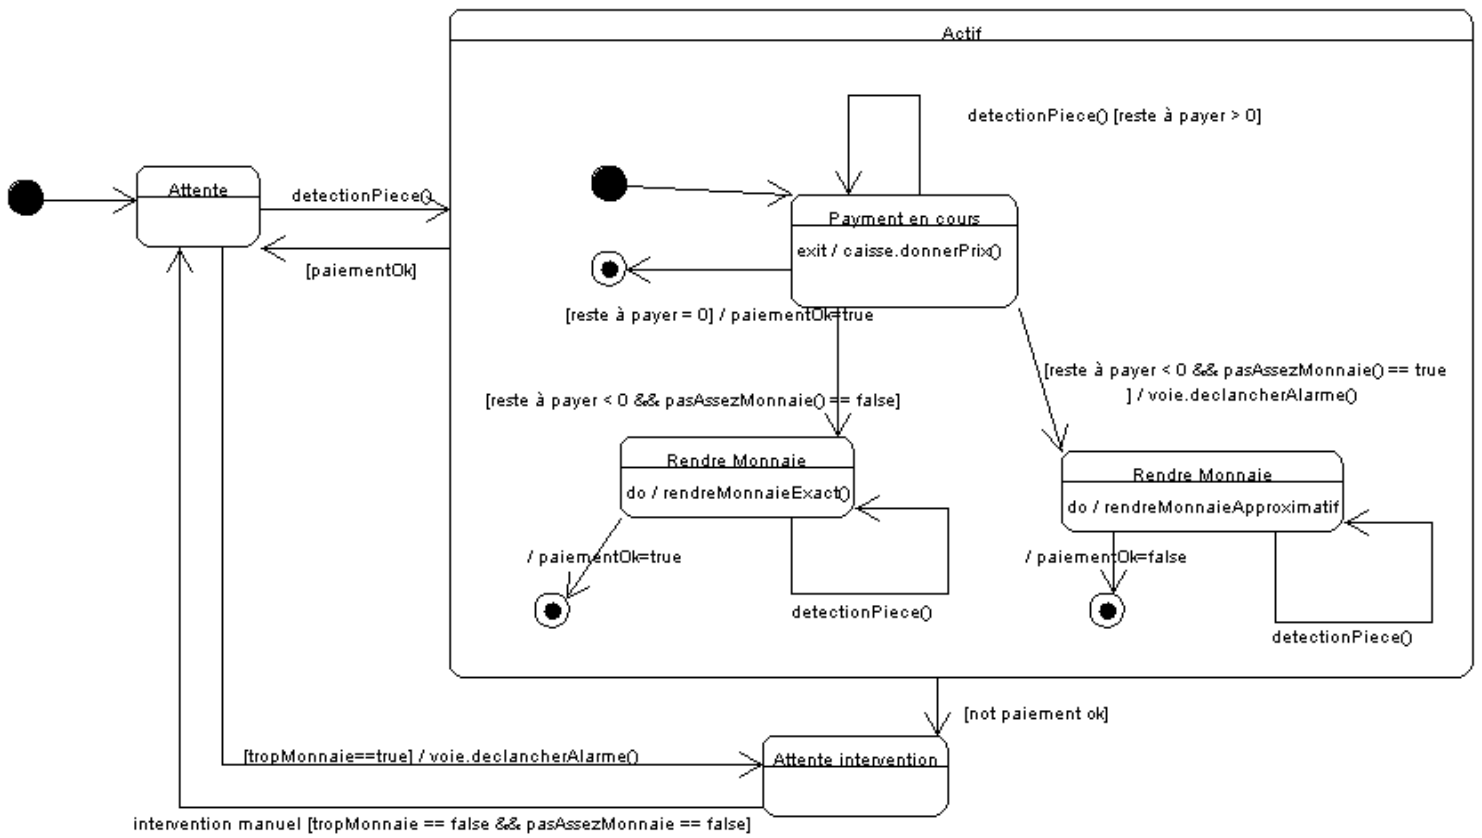 Actif
detectionPiece() [reste à payer > 0]
Attente
detectionPiece()
Payment en cours
exit / caisse.donnerPrix()
[paiementOk]
[reste à payer = 0] / paiementOk=true
[reste à payer < 0 && pasAssezMonnaie() == true
] / voie.declancherAlarme()
[reste à payer < 0 && pasAssezMonnaie() == false]
Rendre Monnaie
do / rendreMonnaieExact()
Rendre Monnaie
do / rendreMonnaieApproximatif
/ paiementOk=true
/ paiementOk=false
detectionPiece()
detectionPiece()
[not paiement ok]
[tropMonnaie==true] / voie.declancherAlarme()
Attente intervention
intervention manuel [tropMonnaie == false && pasAssezMonnaie == false]